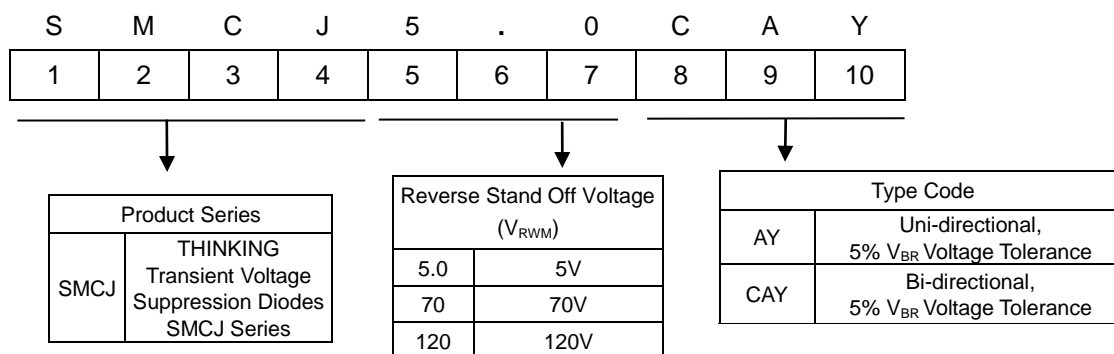 S M C J 5 . 0 C A Y
1 2 3 4 5 6 7 8 9 10
Product Series
SMCJ
THINKING
Transient Voltage
Suppression Diodes
SMCJ Series
Reverse Stand Off Voltage
(VRWM)
5.0 5V
70 70V
120 120V
Type Code
AY
Uni-directional,
5% VBR Voltage Tolerance
CAY
Bi-directional,
5% VBR Voltage Tolerance